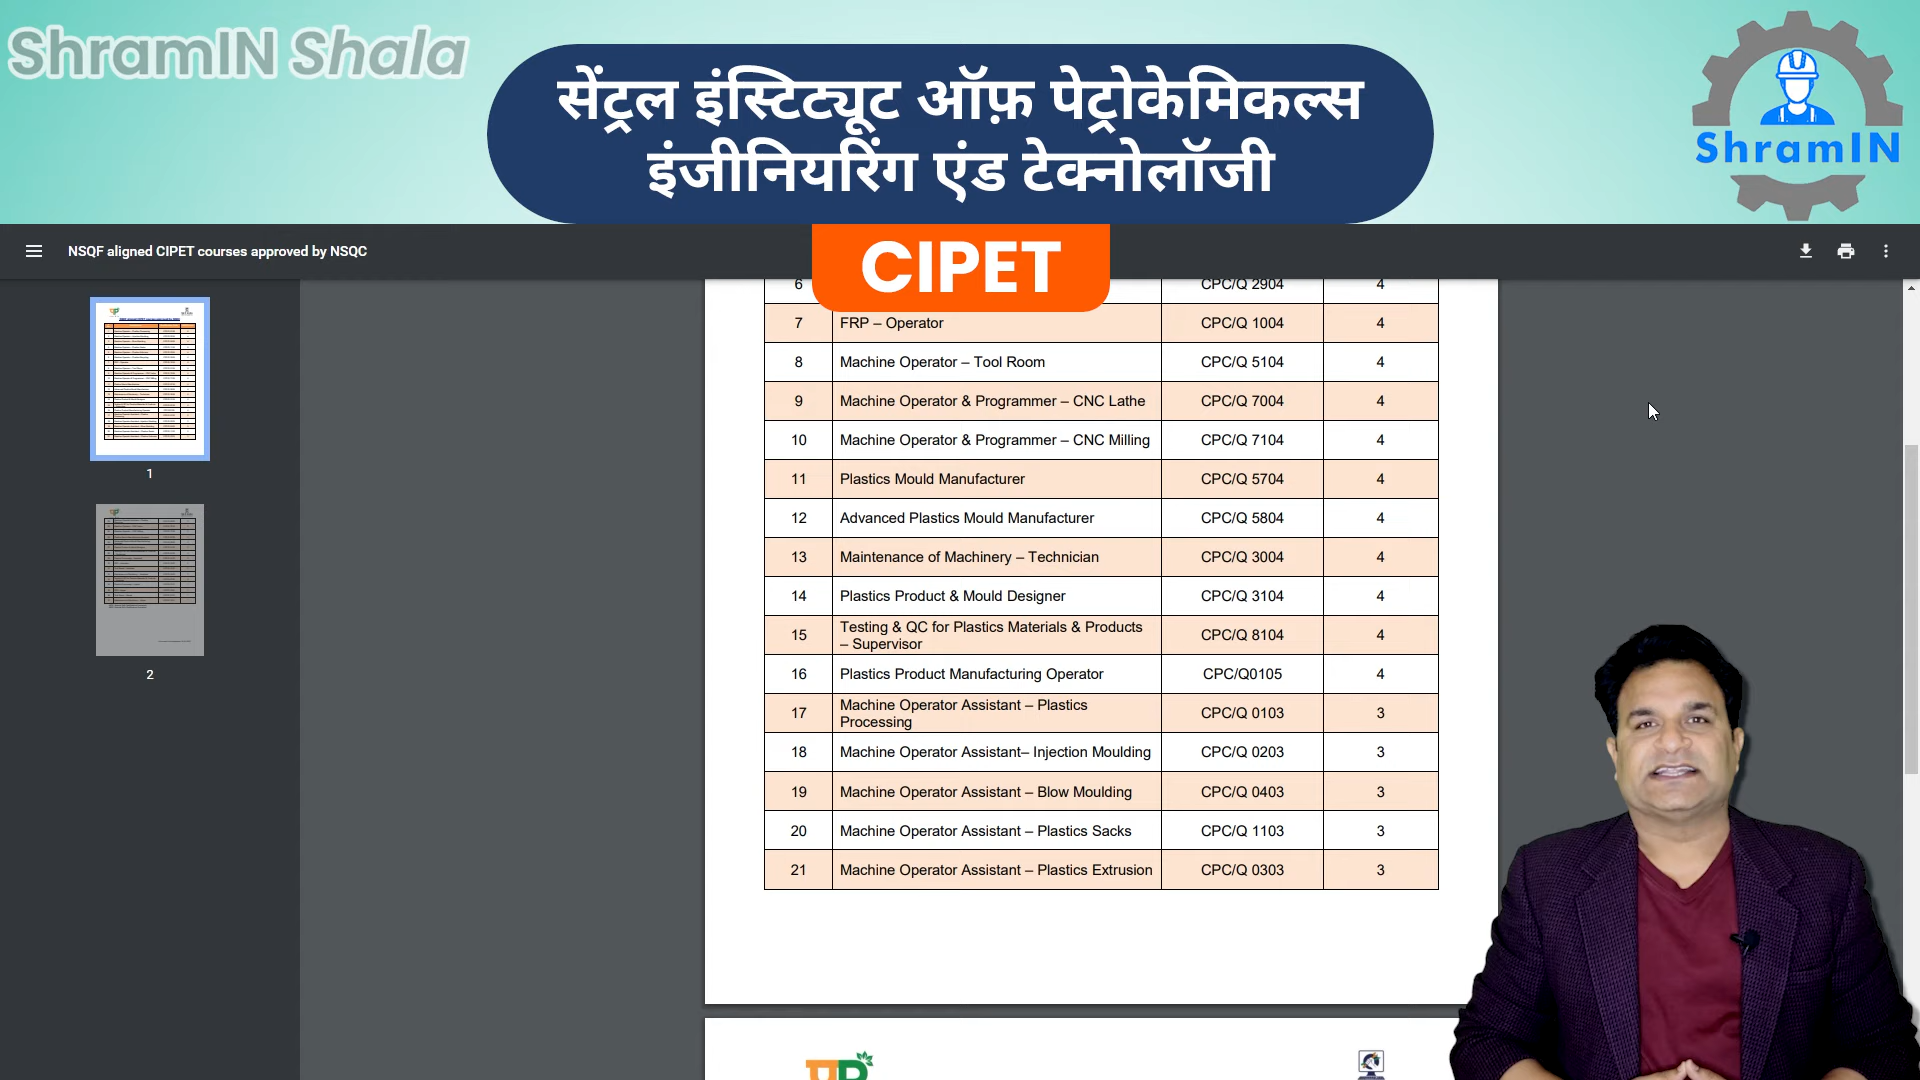 ShramIN Shala
सेंट्रल इंस्टिट्यूट ऑफ़ पेट्रोकेमिकल्स
इंजीनियरिंग एंड टेक्नोलॉजी
ShramIN
NSQF aligned CIPET courses approved by NSQC
CIPET
6 CPC/Q 2904 4
7 FRP – Operator CPC/Q 1004 4
8 Machine Operator – Tool Room CPC/Q 5104 4
9 Machine Operator & Programmer – CNC Lathe CPC/Q 7004 4
10 Machine Operator & Programmer – CNC Milling CPC/Q 7104 4
11 Plastics Mould Manufacturer CPC/Q 5704 4
12 Advanced Plastics Mould Manufacturer CPC/Q 5804 4
13 Maintenance of Machinery – Technician CPC/Q 3004 4
14 Plastics Product & Mould Designer CPC/Q 3104 4
15 Testing & QC for Plastics Materials & Products
– Supervisor CPC/Q 8104 4
16 Plastics Product Manufacturing Operator CPC/Q0105 4
17 Machine Operator Assistant – Plastics
Processing CPC/Q 0103 3
18 Machine Operator Assistant– Injection Moulding CPC/Q 0203 3
19 Machine Operator Assistant – Blow Moulding CPC/Q 0403 3
20 Machine Operator Assistant – Plastics Sacks CPC/Q 1103 3
21 Machine Operator Assistant – Plastics Extrusion CPC/Q 0303 3
1
2